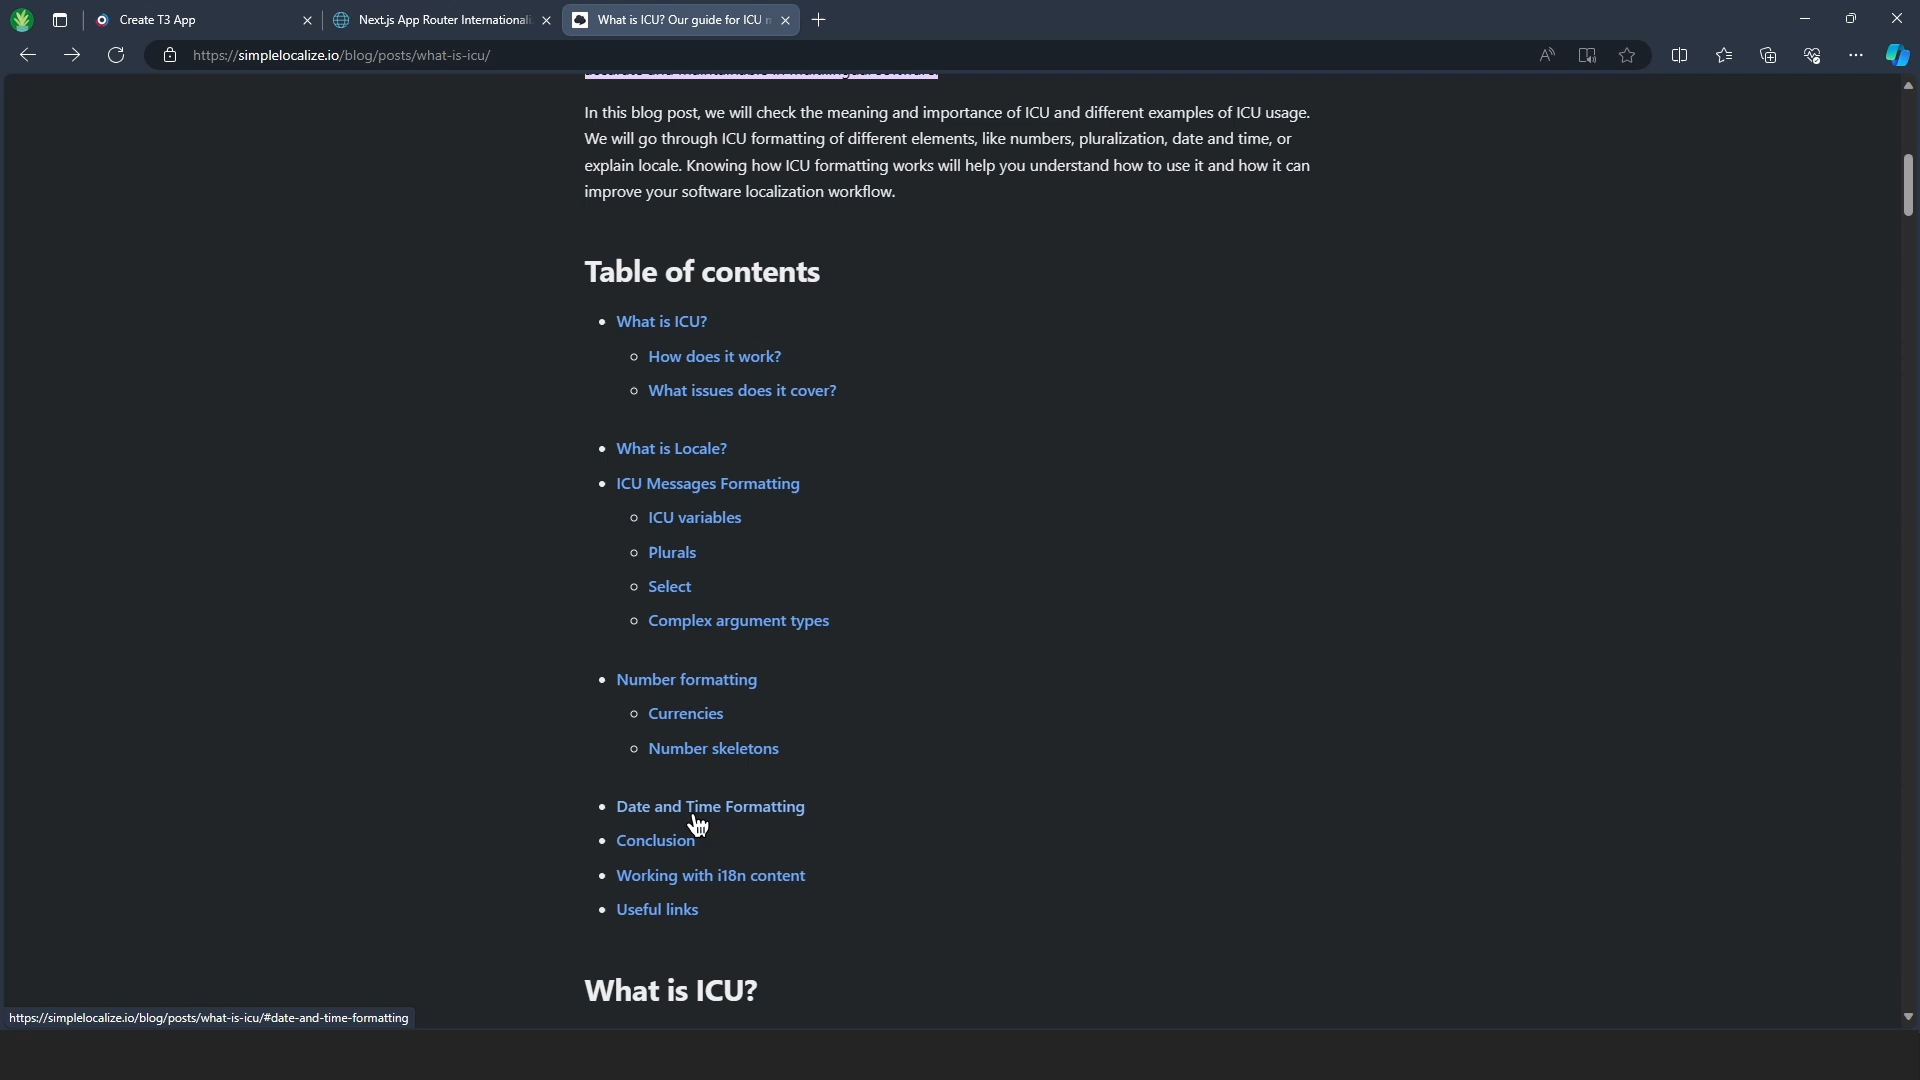 Create T3 App
Next.js App Router Internationali
What is ICU? Our guide for ICU
https://simplelocalize.io/blog/posts/what-is-icu/
In this blog post, we will check the meaning and importance of ICU and different examples of ICU usage.
We will go through ICU formatting of different elements, like numbers, pluralization, date and time, or
explain locale. Knowing how ICU formatting works will help you understand how to use it and how it can
improve your software localization workflow.
Table of contents
What is ICU?
How does it work?
What issues does it cover?
What is Locale?
ICU Messages Formatting
ICU variables
Plurals
Select
Complex argument types
Number formatting
Currencies
Number skeletons
Date and Time Formatting
Conclusion
Working with i18n content
Useful links
What is ICU?
https://simplelocalize.io/blog/posts/what-is-icu/#date-and-time-formatting